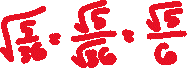 √(5/36) = √5/√36 = √5/6